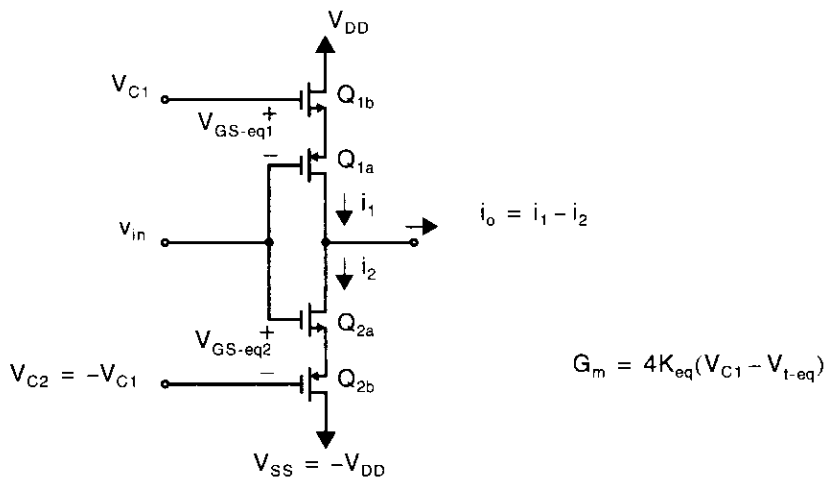 V_DD
V_C1
Q_1b
V_GS-eq1
+
−
Q_1a
i_1
i_o = i_1 − i_2
v_in
i_2
Q_2a
+
V_GS-eq2
V_C2 = −V_C1
−
Q_2b
G_m = 4K_eq(V_C1 − V_t-eq)
V_SS = −V_DD